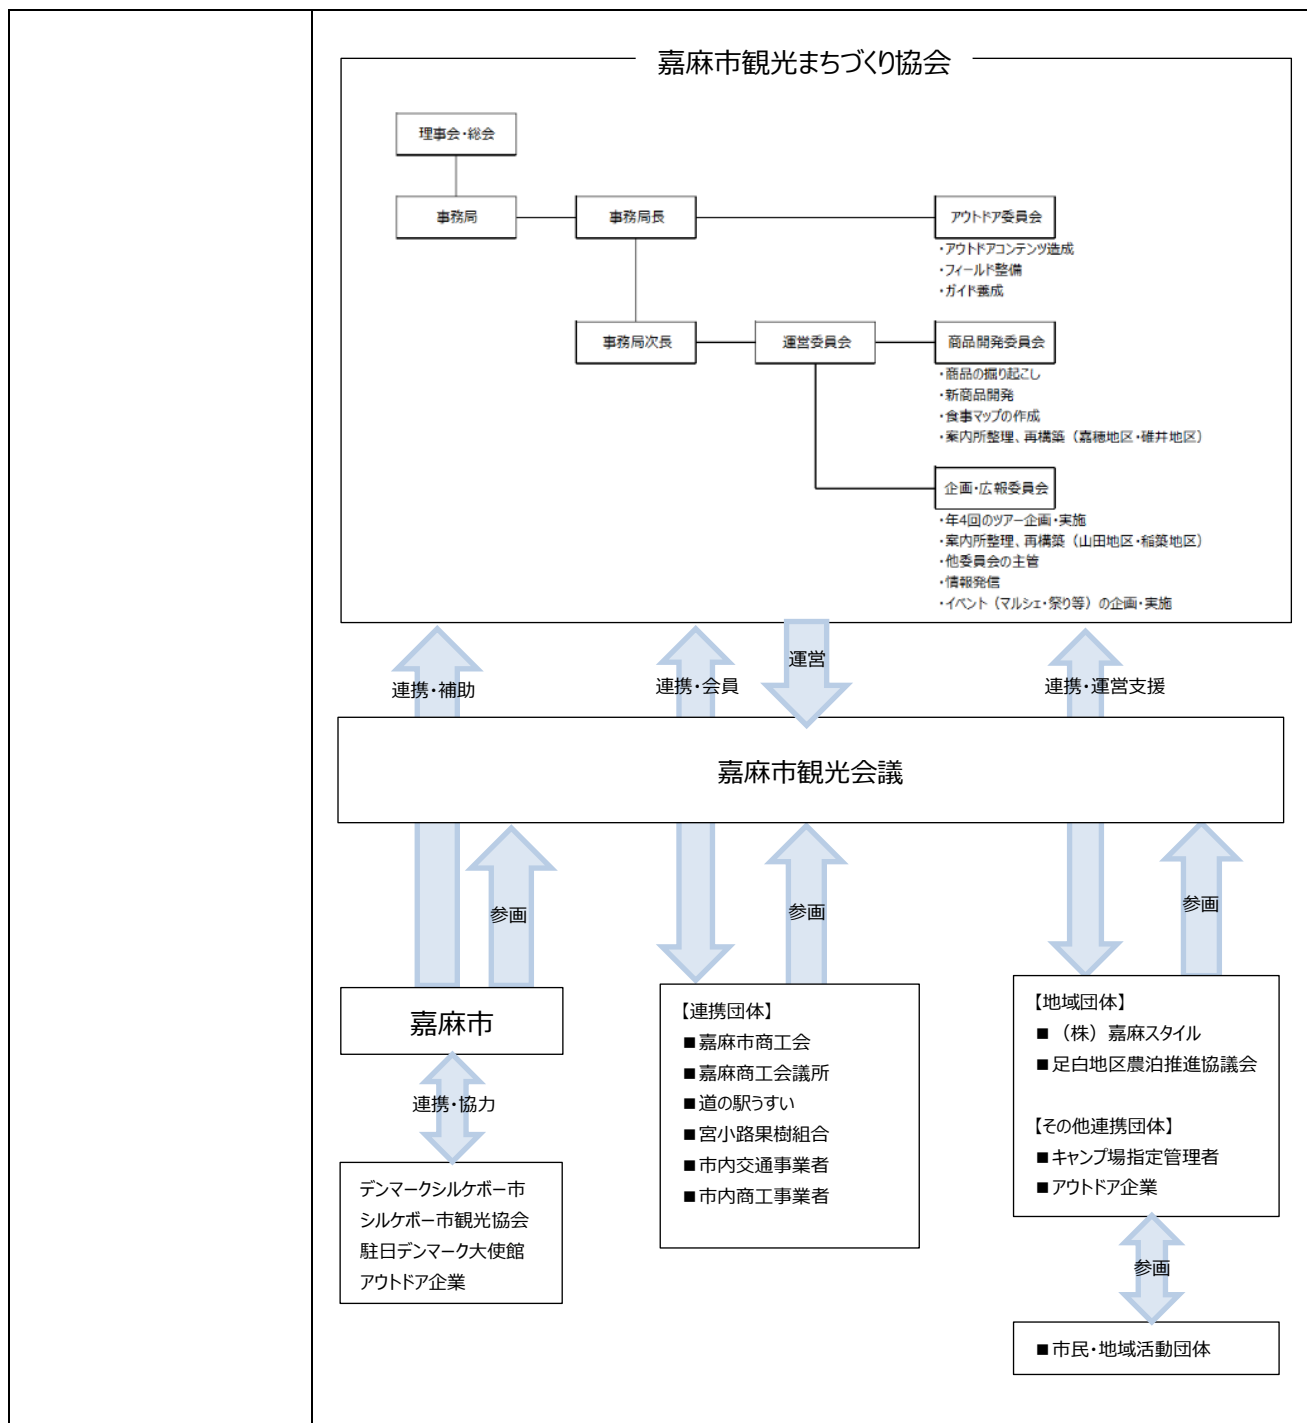 嘉麻市観光まちづくり協会
理事会・総会
事務局
事務局長
アウトドア委員会
・アウトドアコンテンツ造成
・フィールド整備
・ガイド養成
事務局次長
運営委員会
商品開発委員会
・商品の掘り起こし
・新商品開発
・食事マップの作成
・案内所整理、再構築（嘉穂地区・碓井地区）
企画・広報委員会
・年4回のツアー企画・実施
・案内所整理、再構築（山田地区・稲築地区）
・他委員会の主管
・情報発信
・イベント（マルシェ・祭り等）の企画・実施
連携・補助
連携・会員
運営
連携・運営支援
嘉麻市観光会議
参画
参画
参画
嘉麻市
連携・協力
デンマークシルケボー市
シルケボー市観光協会
駐日デンマーク大使館
アウトドア企業
【連携団体】
■嘉麻市商工会
■嘉麻商工会議所
■道の駅うすい
■宮小路果樹組合
■市内交通事業者
■市内商工事業者
【地域団体】
■（株）嘉麻スタイル
■足白地区農泊推進協議会
【その他連携団体】
■キャンプ場指定管理者
■アウトドア企業
参画
■市民・地域活動団体